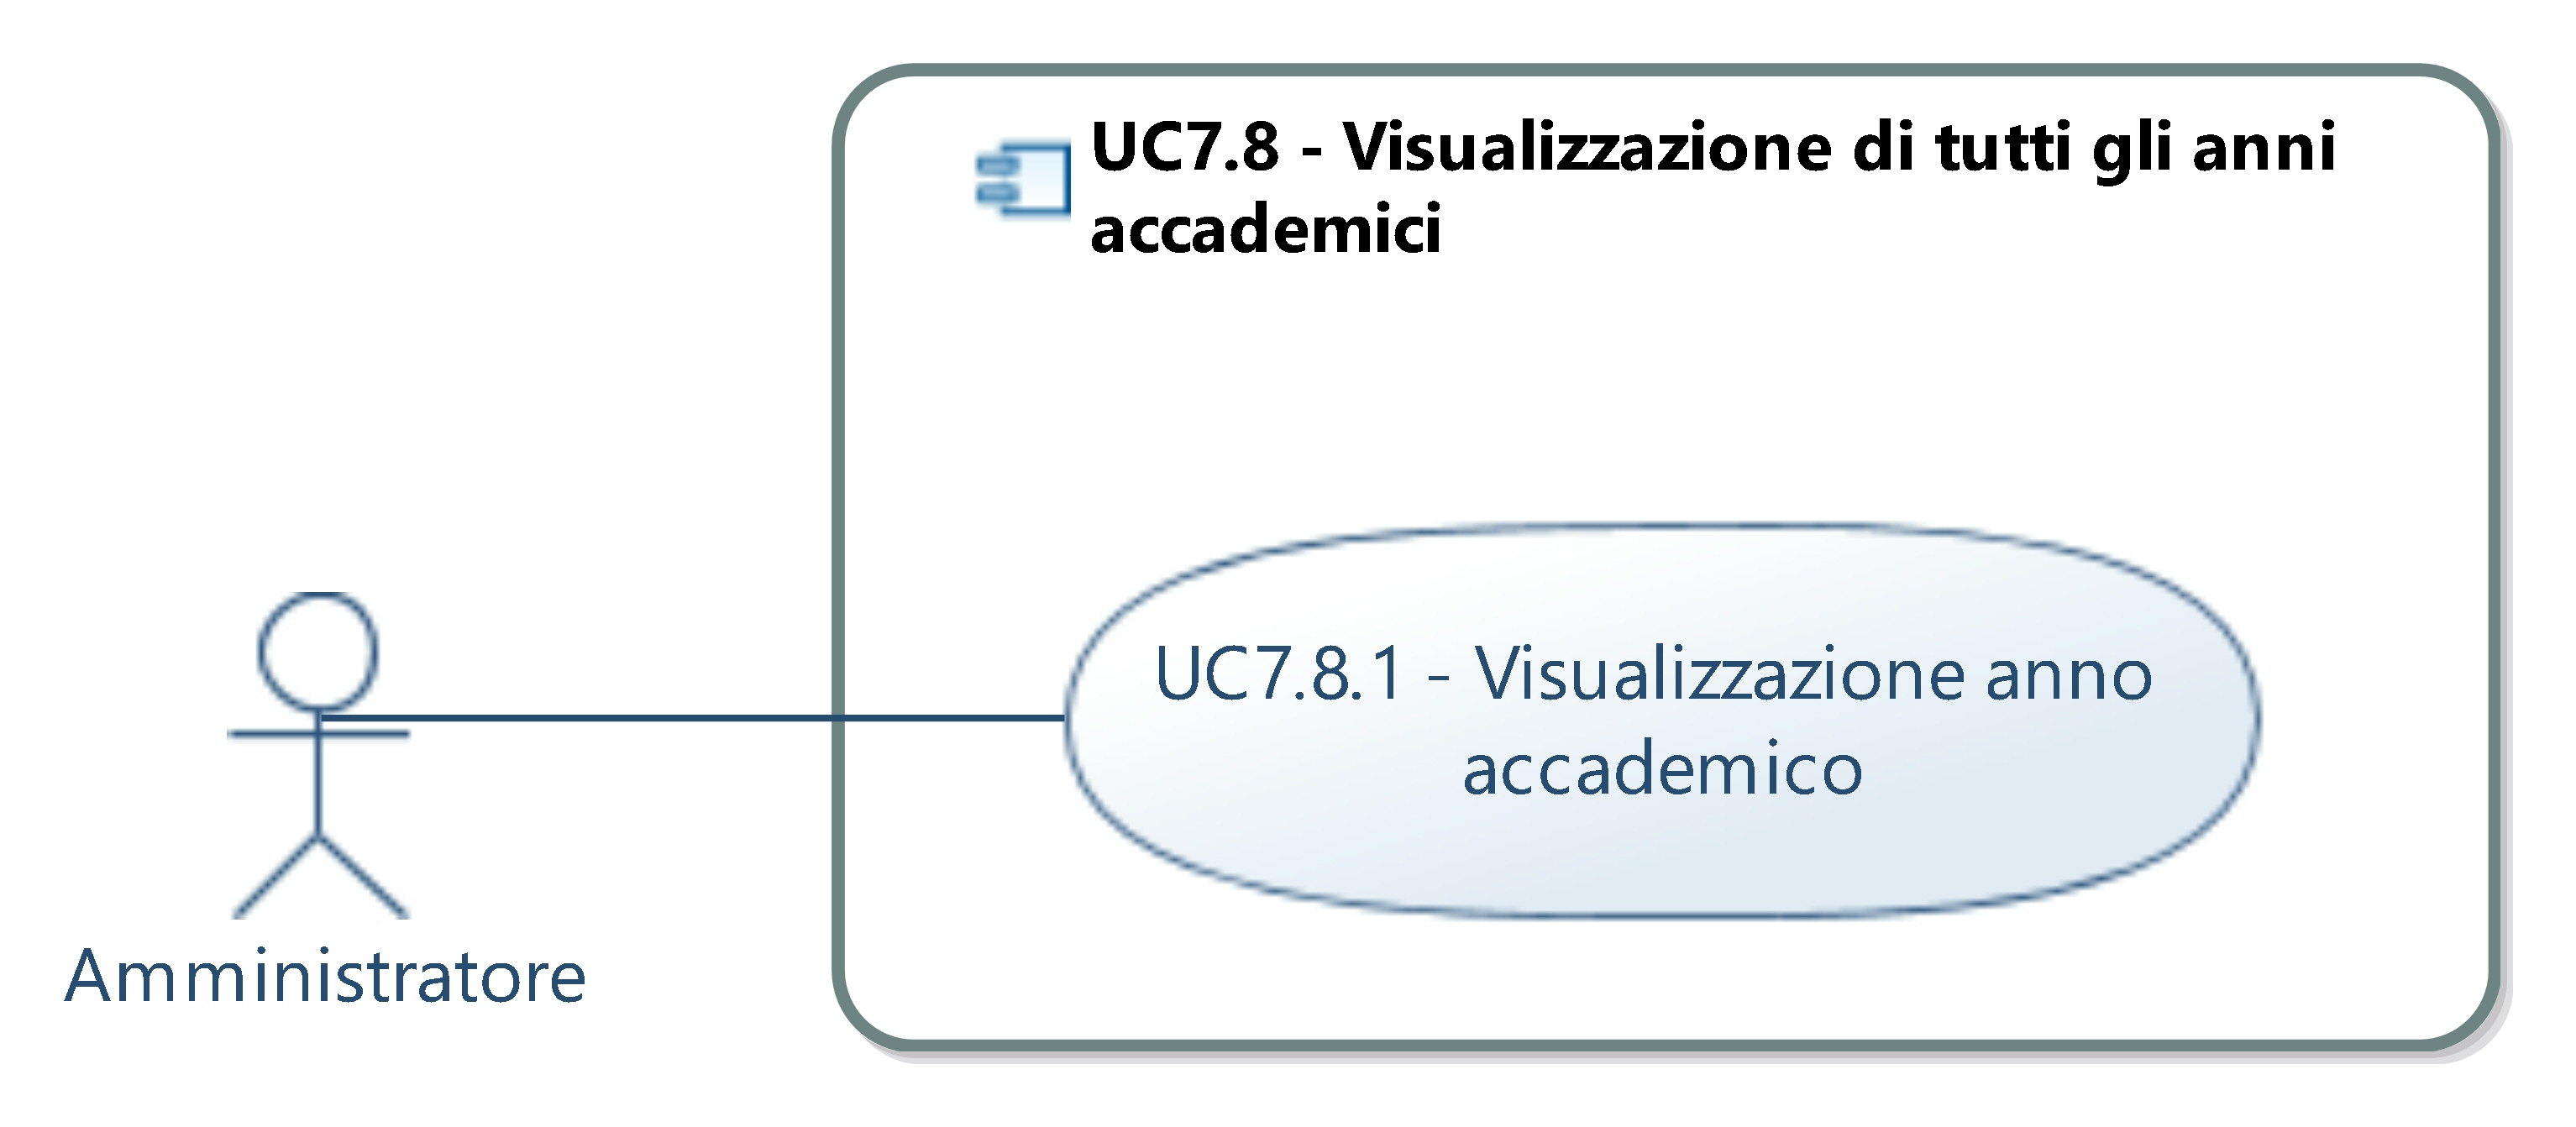 UC7.8 - Visualizzazione di tutti gli anni
accademici
UC7.8.1 - Visualizzazione anno
accademico
Amministratore